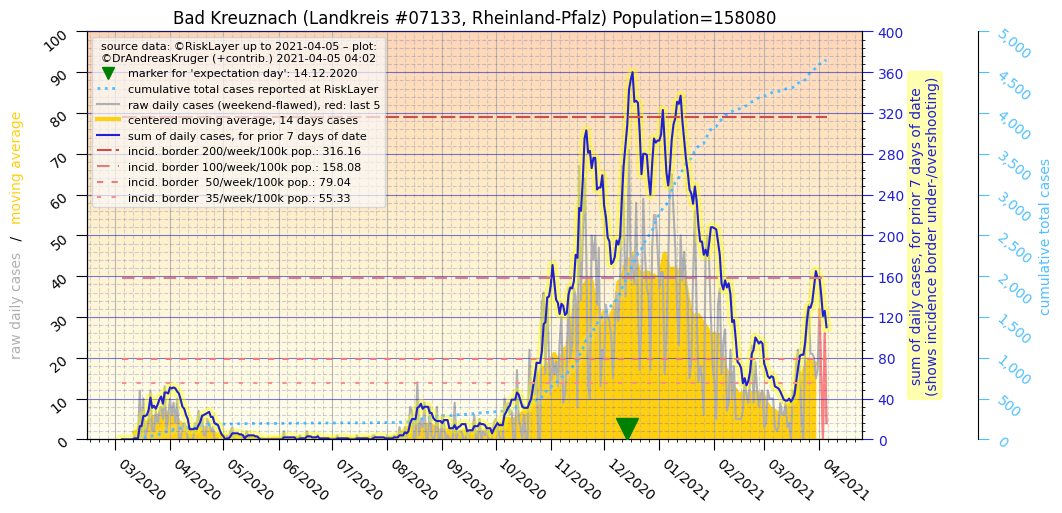 Bad Kreuznach (Landkreis #07133, Rheinland-Pfalz) Population=158080
source data: ©RiskLayer up to 2021-04-05 – plot:
©DrAndreasKruger (+contrib.) 2021-04-05 04:02
marker for 'expectation day': 14.12.2020
cumulative total cases reported at RiskLayer
raw daily cases (weekend-flawed), red: last 5
centered moving average, 14 days cases
sum of daily cases, for prior 7 days of date
incid. border 200/week/100k pop.: 316.16
incid. border 100/week/100k pop.: 158.08
incid. border  50/week/100k pop.: 79.04
incid. border  35/week/100k pop.: 55.33
raw daily cases / moving average
100
90
80
70
60
50
40
30
20
10
0
400
360
320
280
240
200
160
120
80
40
0
sum of daily cases, for prior 7 days of date
(shows incidence border under-/overshooting)
5,000
4,500
4,000
3,500
3,000
2,500
2,000
1,500
1,000
500
0
cumulative total cases
03/2020
04/2020
05/2020
06/2020
07/2020
08/2020
09/2020
10/2020
11/2020
12/2020
01/2021
02/2021
03/2021
04/2021